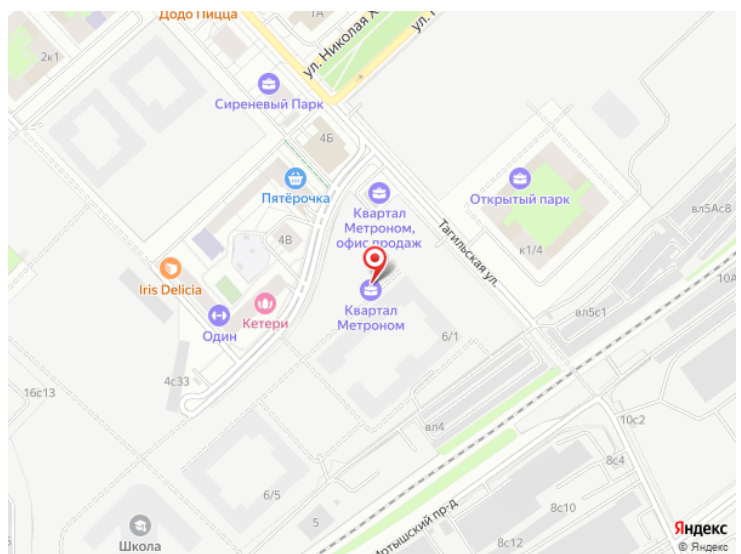 Додо Пицца
1А
2к1
ул. Николая Х
ул.
Сиреневый Парк
4Б
Пятёрочка
Открытый парк
вл5Ас8
Квартал
Метроном,
офис продаж
4В
Тагильская ул.
к1/4
10А
Iris Delicia
Квартал
Метроном
Кетери
Один
вл5с1
6/1
4с33
16с13
вл4
10с2
8с4
6/5
5
8с10
Школа
ртышский пр-д
8с12
Яндекс
© Яндекс